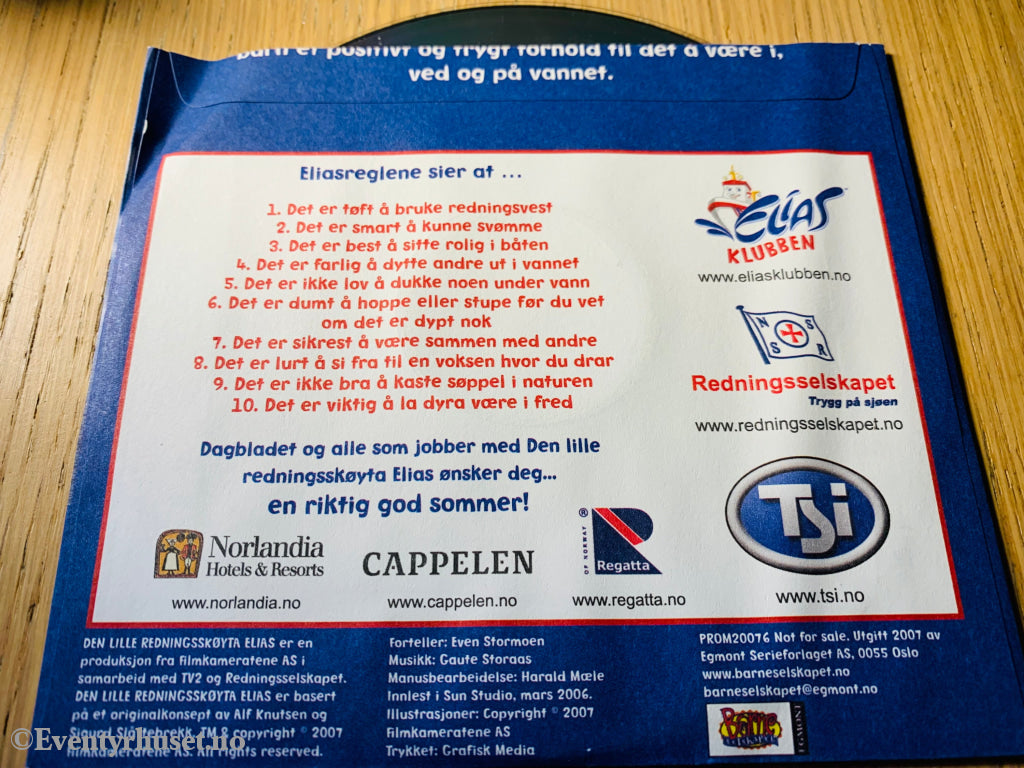 barn et positivt og trygt forhold til det å være i,
ved og på vannet.
Eliasreglene sier at ...
1. Det er tøft å bruke redningsvest
2. Det er smart å kunne svømme
3. Det er best å sitte rolig i båten
4. Det er farlig å dytte andre ut i vannet
5. Det er ikke lov å dukke noen under vann
6. Det er dumt å hoppe eller stupe før du vet
om det er dypt nok
7. Det er sikrest å være sammen med andre
8. Det er lurt å si fra til en voksen hvor du drar
9. Det er ikke bra å kaste søppel i naturen
10. Det er viktig å la dyra være i fred
Dagbladet og alle som jobber med Den lille
redningsskøyta Elias ønsker deg...
en riktig god sommer!
ELIAS
KLUBBEN
www.eliasklubben.no
N S
S R
Redningsselskapet
Trygg på sjøen
www.redningsselskapet.no
TSi
www.tsi.no
Norlandia
Hotels & Resorts
www.norlandia.no
CAPPELEN
www.cappelen.no
® OF NORWAY
Regatta
www.regatta.no
DEN LILLE REDNINGSSKØYTA ELIAS er en
produksjon fra filmkameratene AS i
samarbeid med TV2 og Redningsselskapet.
DEN LILLE REDNINGSSKØYTA ELIAS er basert
på et originalkonsept av Alf Knutsen og
Sigurd Slåttebrekk. TM & copyright © 2007
filmkameratene AS. All rights reserved.
Forteller: Even Stormoen
Musikk: Gaute Storaas
Manusbearbeidelse: Harald Mæle
Innlest i Sun Studio, mars 2006.
Illustrasjoner: Copyright © 2007
Filmkameratene AS
Trykket: Grafisk Media
PROM20076 Not for sale. Utgitt 2007 av
Egmont Serieforlaget AS, 0055 Oslo
www.barneselskapet.no
barneselskapet@egmont.no
Barne
selskapet
EGMONT
©Eventyrhuset.no